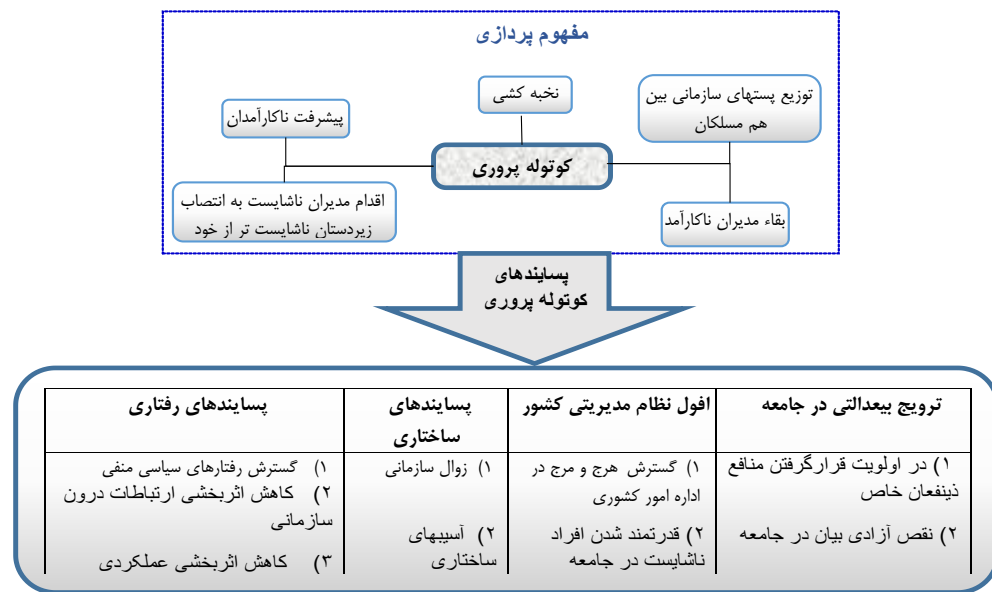 مفهوم پردازی
توزیع پستهای سازمانی بین
هم مسلکان
نخبه کشی
پیشرفت ناکارآمدان
کوتوله پروری
بقاء مدیران ناکارآمد
اقدام مدیران ناشایست به انتصاب
زیردستان ناشایست تر از خود
پسایندهای
کوتوله پروری
ترویج بیعدالتی در جامعه
۱) در اولویت قرارگرفتن منافع
ذینفعان خاص
۲) نقص آزادی بیان در جامعه
افول نظام مدیریتی کشور
۱) گسترش هرج و مرج در
اداره امور کشوری
۲) قدرتمند شدن افراد
ناشایست در جامعه
پسایندهای
ساختاری
۱) زوال سازمانی
۲) آسیبهای
ساختاری
پسایندهای رفتاری
۱) گسترش رفتارهای سیاسی منفی
۲) کاهش اثربخشی ارتباطات درون
سازمانی
۳) کاهش اثربخشی عملکردی